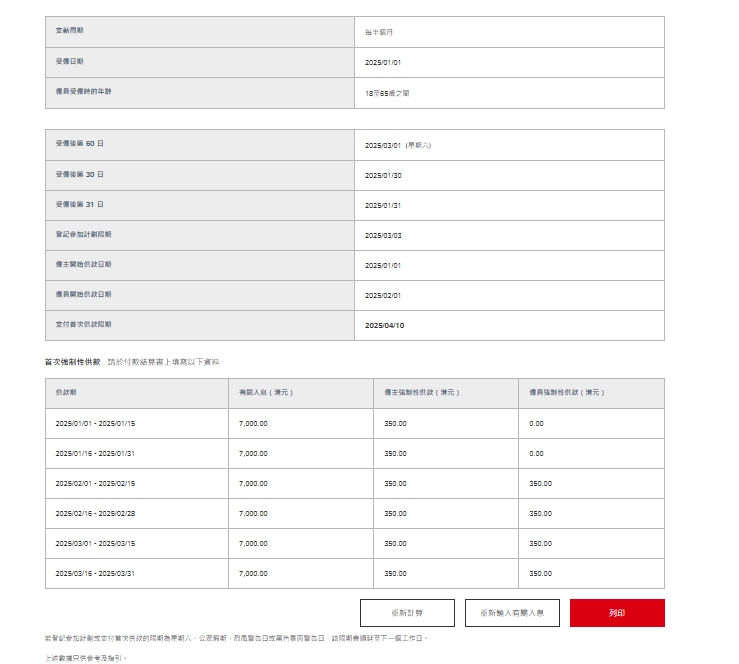 支薪周期 每半個月
受僱日期 2025/01/01
僱員受僱時的年齡 18至65歲之間
受僱後第 60 日 2025/03/01 (星期六)
受僱後第 30 日 2025/01/30
受僱後第 31 日 2025/01/31
登記參加計劃限期 2025/03/03
僱主開始供款日期 2025/01/01
僱員開始供款日期 2025/02/01
支付首次供款限期 2025/04/10
首次強制性供款 請於付款結算書上填寫以下資料
供款期 有關入息 ( 港元 ) 僱主強制性供款 ( 港元 ) 僱員強制性供款 ( 港元 )
2025/01/01 - 2025/01/15 7,000.00 350.00 0.00
2025/01/16 - 2025/01/31 7,000.00 350.00 0.00
2025/02/01 - 2025/02/15 7,000.00 350.00 350.00
2025/02/16 - 2025/02/28 7,000.00 350.00 350.00
2025/03/01 - 2025/03/15 7,000.00 350.00 350.00
2025/03/16 - 2025/03/31 7,000.00 350.00 350.00
重新計算 重新輸入有關入息 列印
若登記參加計劃或支付首次供款的限期為星期六、公眾假期、烈風警告日或黑色暴雨警告日，該限期會順延至下一個工作日。
上述數據只供參考及指引。